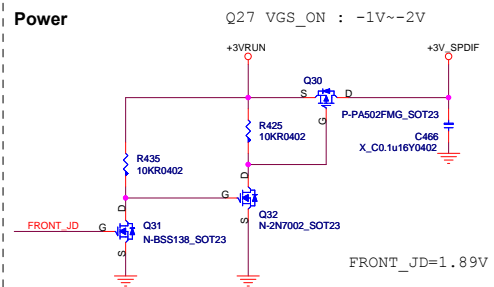 Power
Q27 VGS_ON : -1V~-2V
+3VRUN
+3V_SPDIF
Q30
S
D
G
P-PA502FMG_SOT23
R435
10KR0402
R425
10KR0402
C466
X_C0.1u16Y0402
D
D
G
Q32
N-2N7002_SOT23
S
FRONT_JD
G
Q31
N-BSS138_SOT23
S
FRONT_JD=1.89V